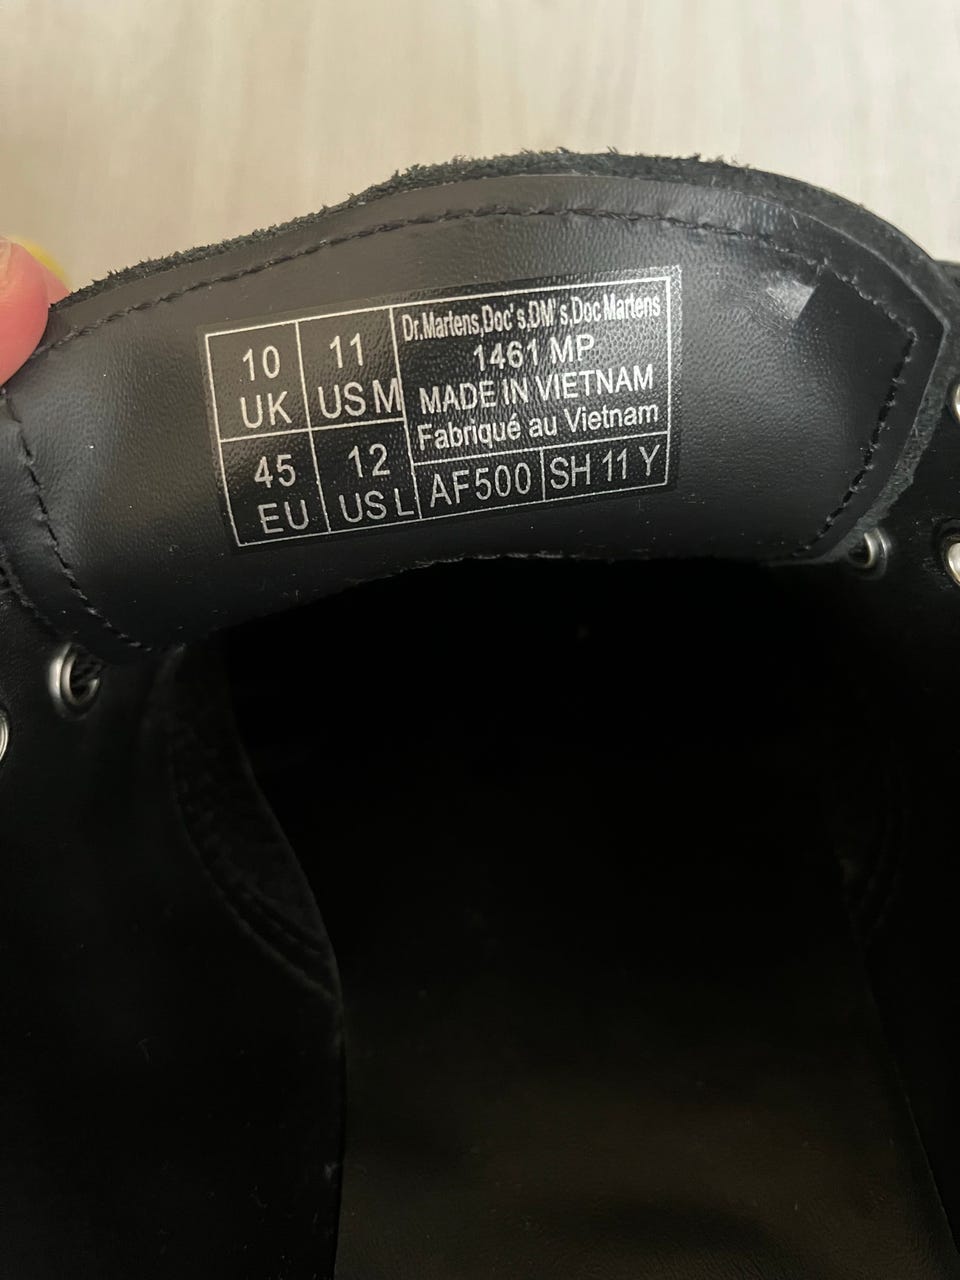 10
UK
11
US M
45
EU
12
US L
Dr.Martens,Doc's,DM's,Doc Martens
1461 MP
MADE IN VIETNAM
Fabriqué au Vietnam
AF500
SH 11 Y